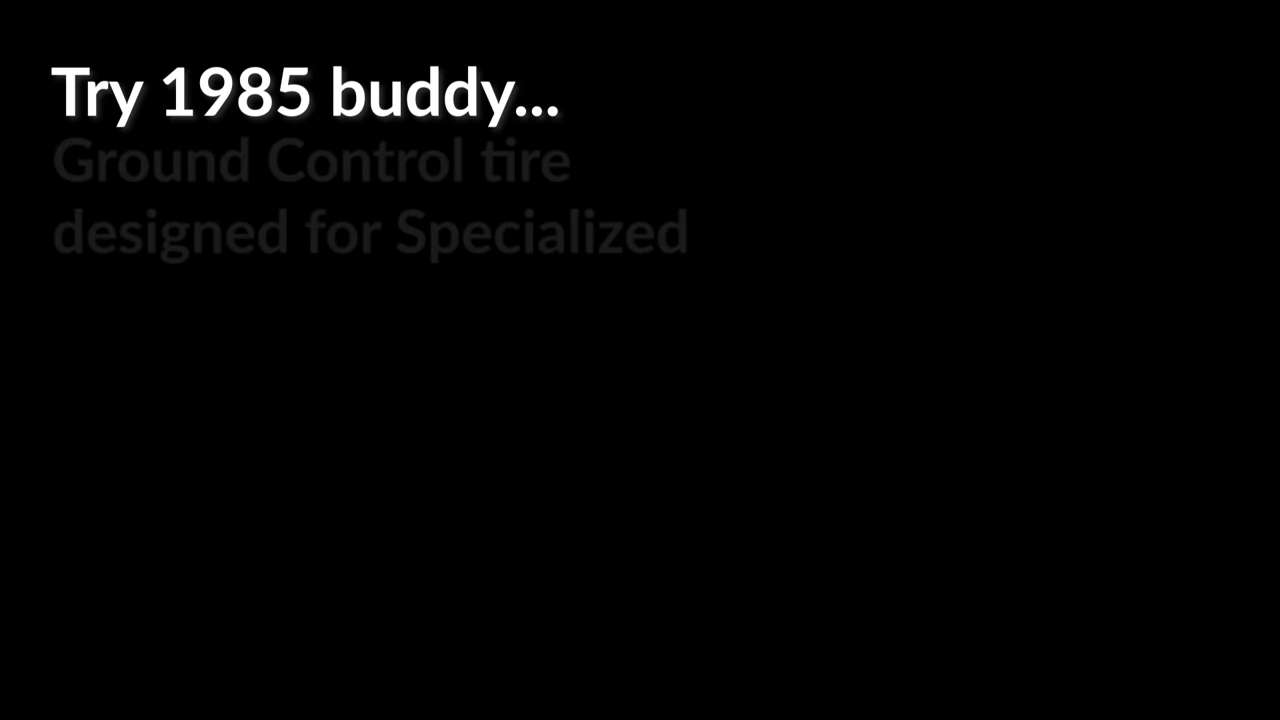 Try 1985 buddy...
Ground Control tire
designed for Specialized